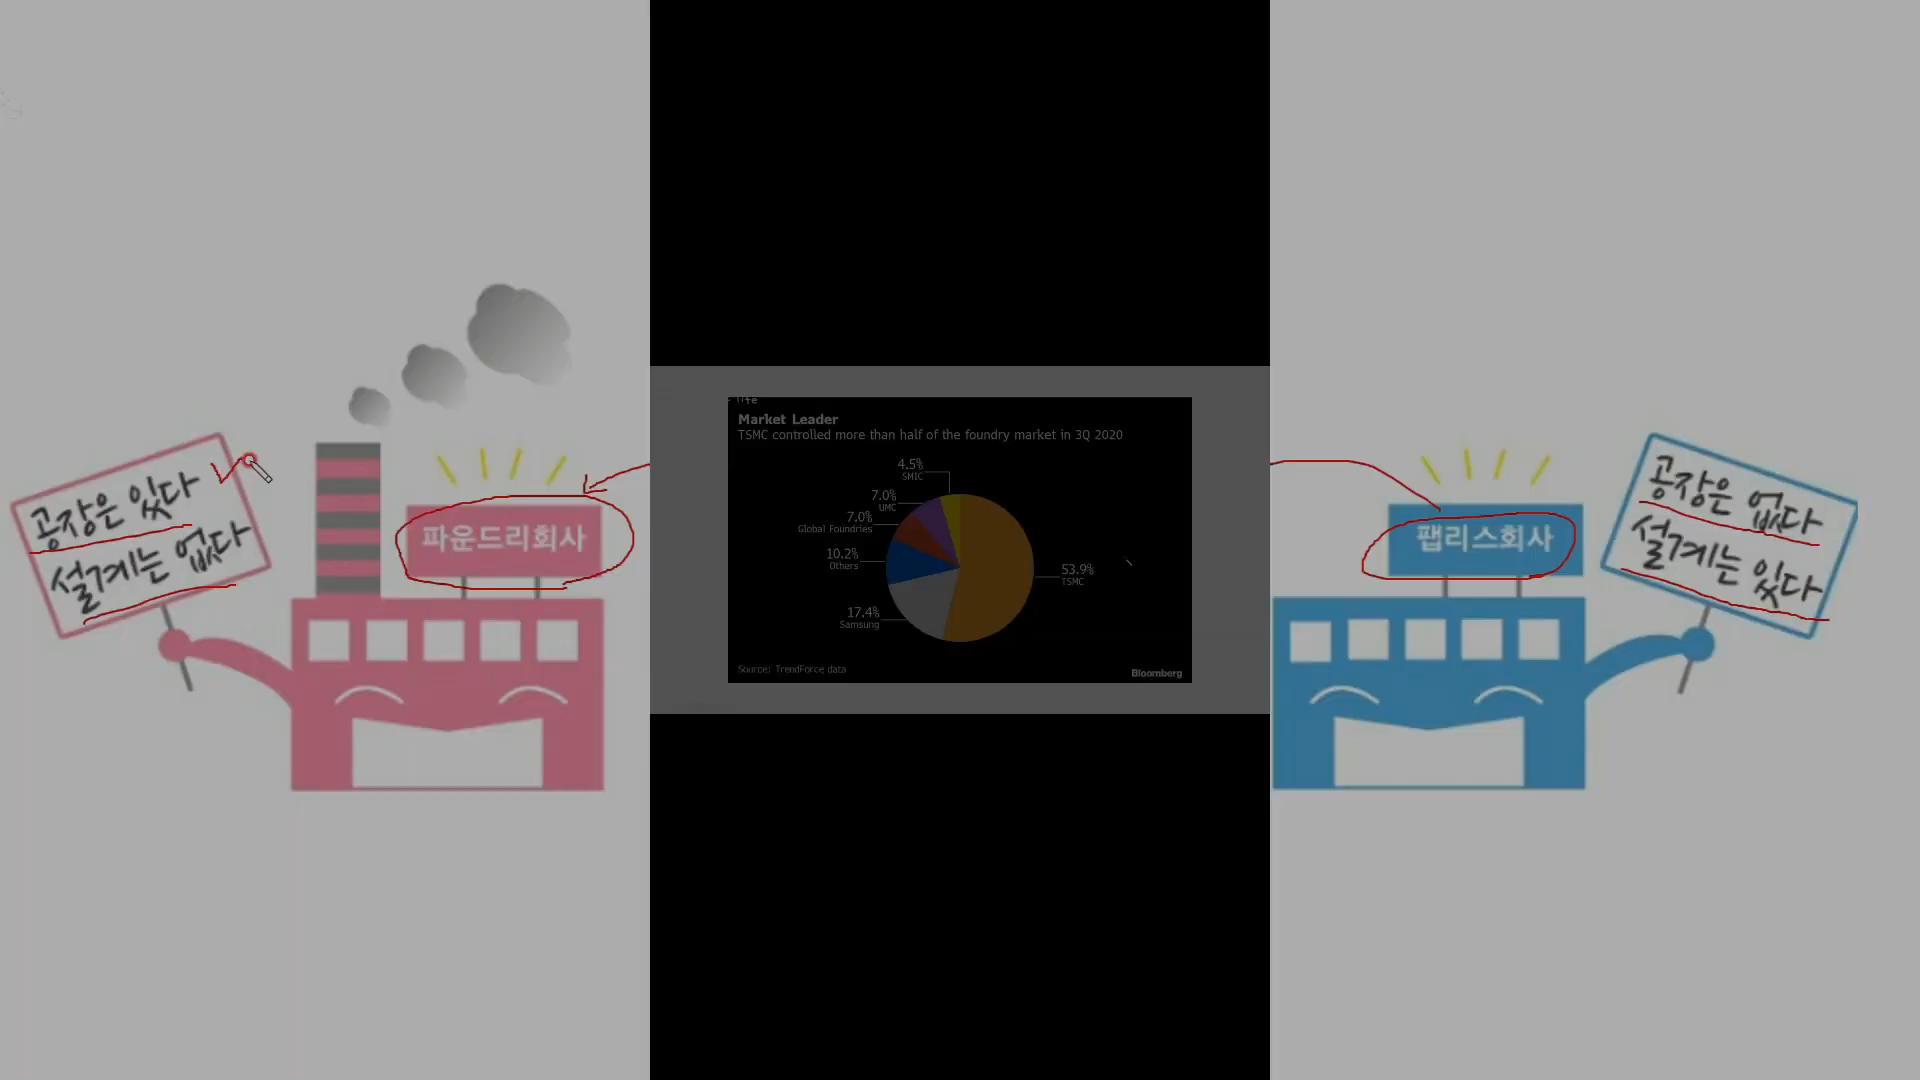 공장은 있다
설계는 없다
파운드리회사
Market Leader
TSMC controlled more than half of the foundry market in 3Q 2020
4.5%
SMIC
7.0%
UMC
7.0%
Global Foundries
10.2%
Others
17.4%
Samsung
53.9%
TSMC
Source: TrendForce data
Bloomberg
팹리스회사
공장은 없다
설계는 있다